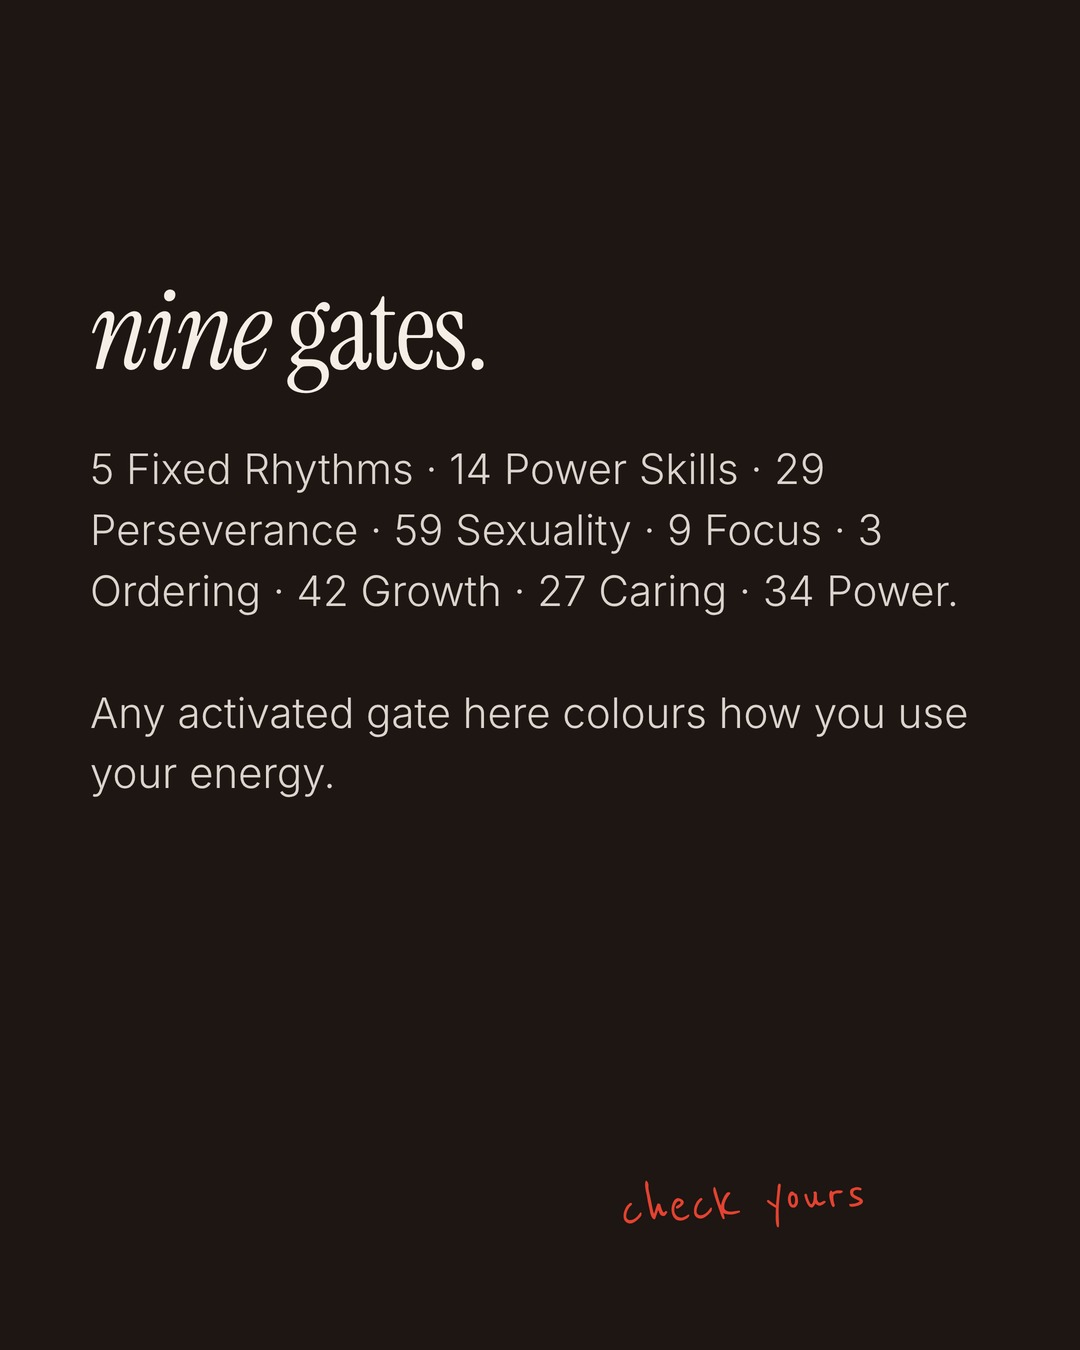 nine gates.
5 Fixed Rhythms · 14 Power Skills · 29
Perseverance · 59 Sexuality · 9 Focus · 3
Ordering · 42 Growth · 27 Caring · 34 Power.
Any activated gate here colours how you use
your energy.
check yours